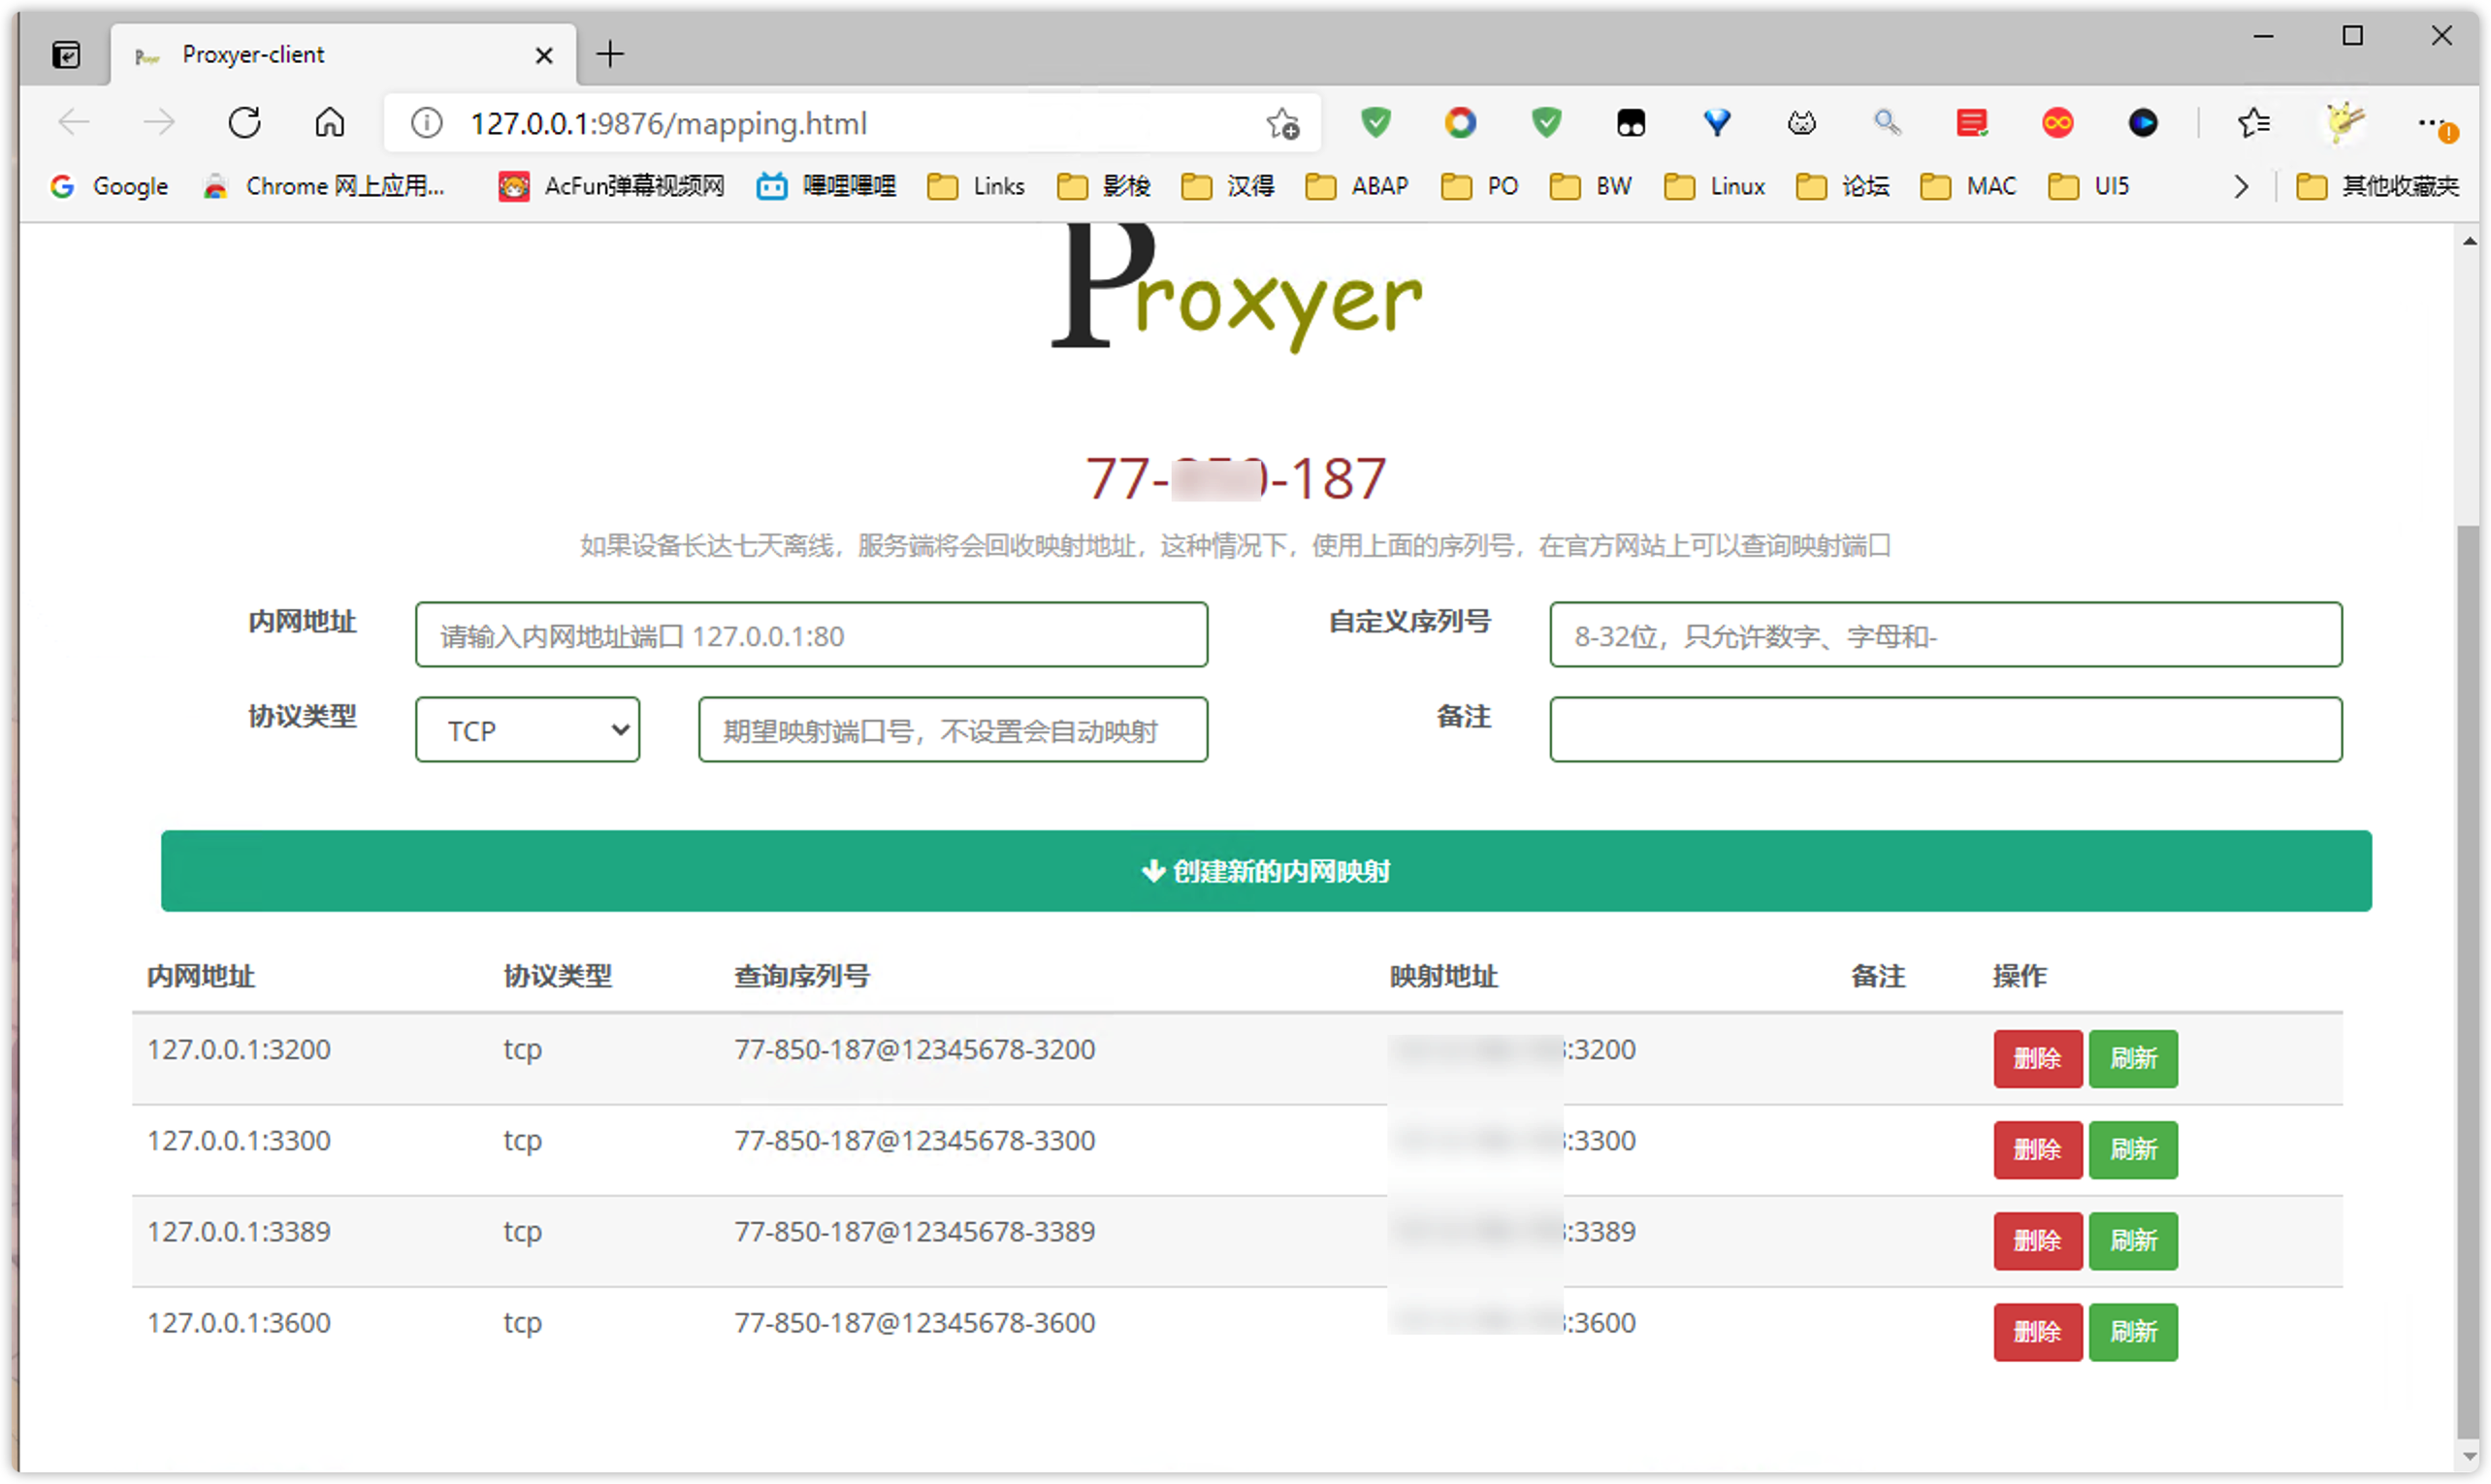 Proxyer-client
127.0.0.1:9876/mapping.html
Google Chrome 网上应用... AcFun弹幕视频网 嗶哩嗶哩 Links 影梭 汉得 ABAP PO BW Linux 论坛 MAC UI5 其他收藏夹
Proxyer
77- -187
如果设备长达七天离线，服务端将会回收映射地址，这种情况下，使用上面的序列号，在官方网站上可以查询映射端口
内网地址 请输入内网地址端口 127.0.0.1:80 自定义序列号 8-32位，只允许数字、字母和-
协议类型 TCP 期望映射端口号，不设置会自动映射 备注
创建新的内网映射
内网地址 协议类型 查询序列号 映射地址 备注 操作
127.0.0.1:3200 tcp 77-850-187@12345678-3200 :3200 删除 刷新
127.0.0.1:3300 tcp 77-850-187@12345678-3300 :3300 删除 刷新
127.0.0.1:3389 tcp 77-850-187@12345678-3389 :3389 删除 刷新
127.0.0.1:3600 tcp 77-850-187@12345678-3600 :3600 删除 刷新